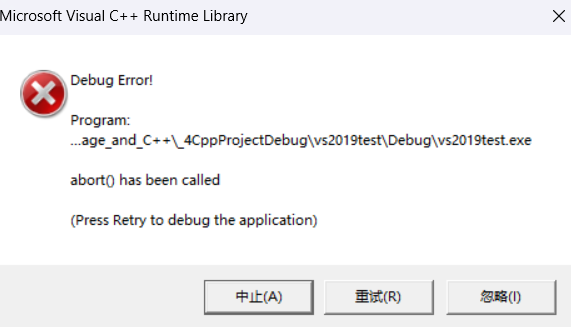 Microsoft Visual C++ Runtime Library
Debug Error!
Program:
...age_and_C++\_4CppProjectDebug\vs2019test\Debug\vs2019test.exe
abort() has been called
(Press Retry to debug the application)
中止(A)
重试(R)
忽略(I)